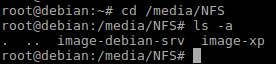 root@debian:~# cd /media/NFS
root@debian:/media/NFS# ls -a
.  ..  image-debian-srv  image-xp
root@debian:/media/NFS#